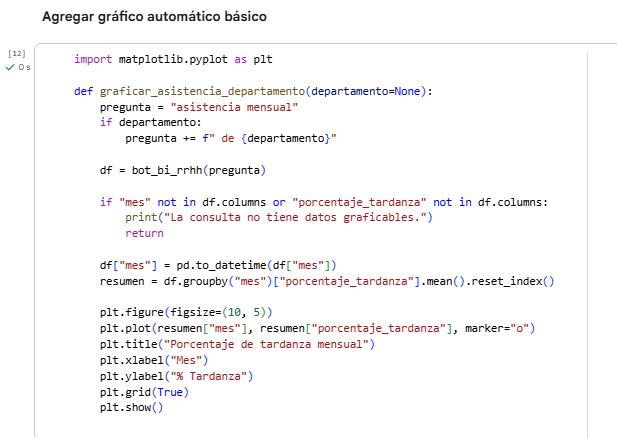 Agregar gráfico automático básico
[12]
✓ 0 s
import matplotlib.pyplot as plt
def graficar_asistencia_departamento(departamento=None):
    pregunta = "asistencia mensual"
    if departamento:
        pregunta += f" de {departamento}"
    df = bot_bi_rrhh(pregunta)
    if "mes" not in df.columns or "porcentaje_tardanza" not in df.columns:
        print("La consulta no tiene datos graficables.")
        return
    df["mes"] = pd.to_datetime(df["mes"])
    resumen = df.groupby("mes")["porcentaje_tardanza"].mean().reset_index()
    plt.figure(figsize=(10, 5))
    plt.plot(resumen["mes"], resumen["porcentaje_tardanza"], marker="o")
    plt.title("Porcentaje de tardanza mensual")
    plt.xlabel("Mes")
    plt.ylabel("% Tardanza")
    plt.grid(True)
    plt.show()